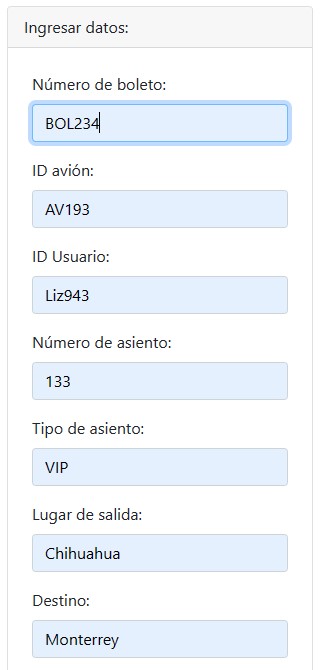 Ingresar datos:
Número de boleto:
BOL234
ID avión:
AV193
ID Usuario:
Liz943
Número de asiento:
133
Tipo de asiento:
VIP
Lugar de salida:
Chihuahua
Destino:
Monterrey